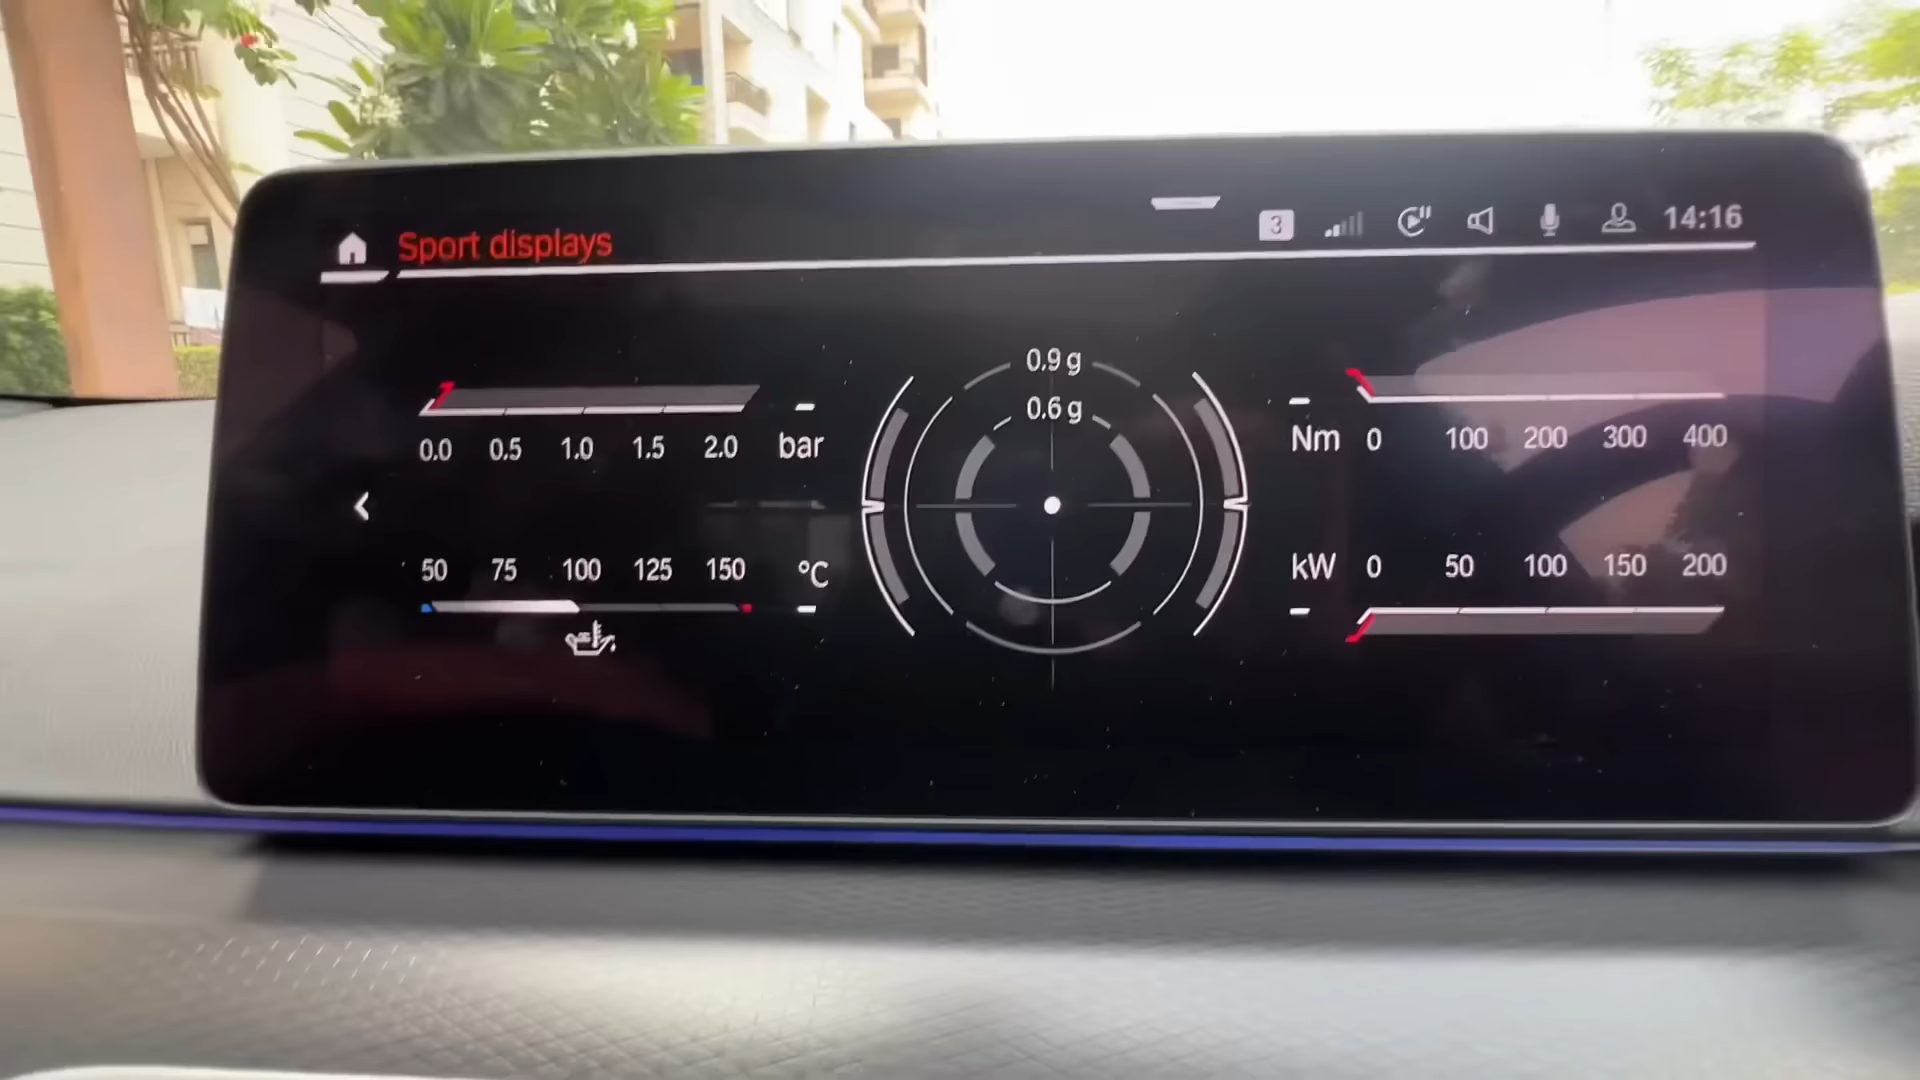 Sport displays
3
14:16
0.0 0.5 1.0 1.5 2.0 bar
50 75 100 125 150 °C
0.9 g
0.6 g
Nm 0 100 200 300 400
kW 0 50 100 150 200